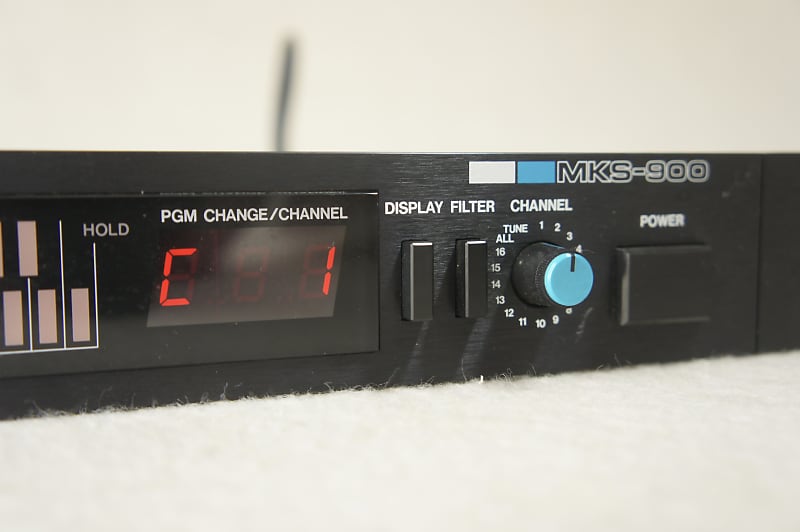 MKS-900
HOLD
PGM CHANGE/CHANNEL
C 1
DISPLAY FILTER CHANNEL
TUNE
ALL
1
2
3
4
8
9
10
11
12
13
14
15
16
POWER